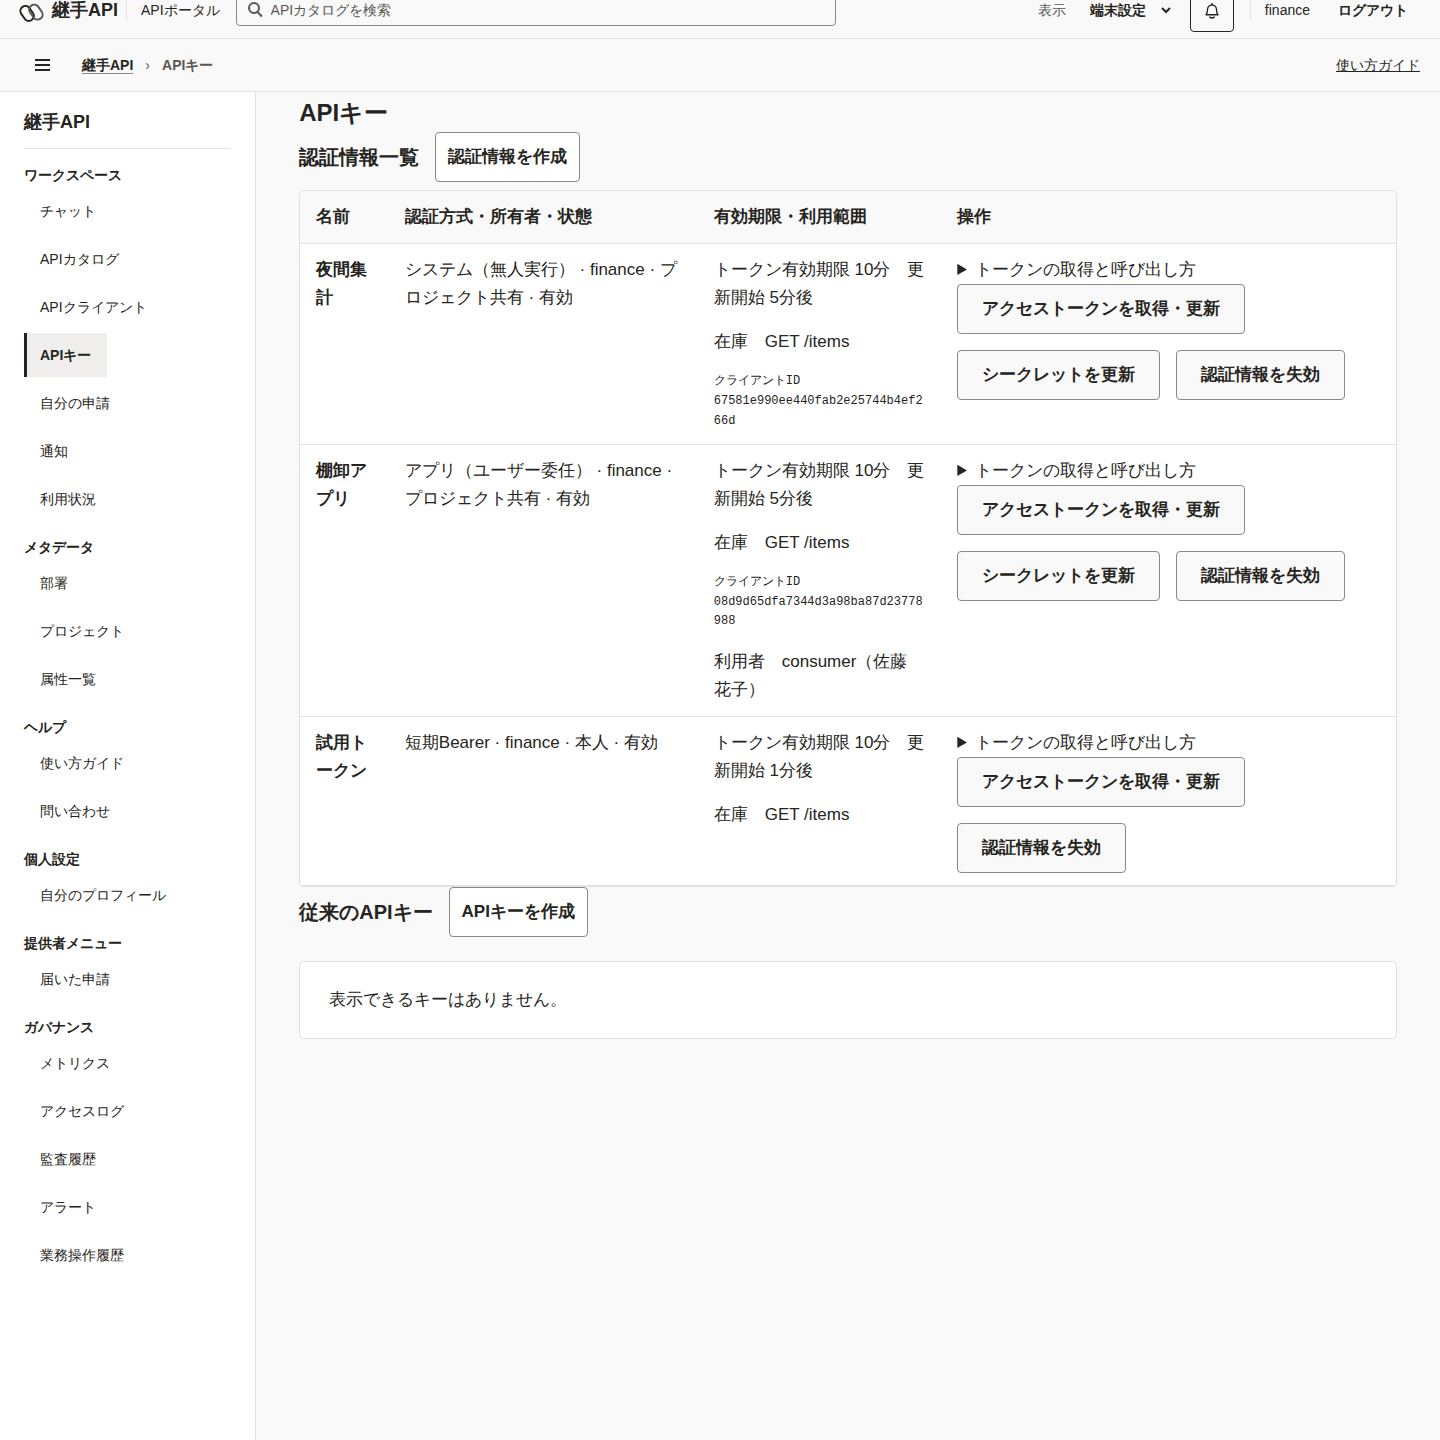 継手API
APIポータル
APIカタログを検索
表示
端末設定
finance
ログアウト
継手API › APIキー
使い方ガイド
継手API
ワークスペース
チャット
APIカタログ
APIクライアント
APIキー
自分の申請
通知
利用状況
メタデータ
部署
プロジェクト
属性一覧
ヘルプ
使い方ガイド
問い合わせ
個人設定
自分のプロフィール
提供者メニュー
届いた申請
ガバナンス
メトリクス
アクセスログ
監査履歴
アラート
業務操作履歴
APIキー
認証情報一覧
認証情報を作成
名前
認証方式・所有者・状態
有効期限・利用範囲
操作
夜間集
計
システム（無人実行） · finance · プ
ロジェクト共有 · 有効
トークン有効期限 10分　更
新開始 5分後
在庫　GET /items
クライアントID
67581e990ee440fab2e25744b4ef2
66d
▶ トークンの取得と呼び出し方
アクセストークンを取得・更新
シークレットを更新
認証情報を失効
棚卸ア
プリ
アプリ（ユーザー委任） · finance ·
プロジェクト共有 · 有効
トークン有効期限 10分　更
新開始 5分後
在庫　GET /items
クライアントID
08d9d65dfa7344d3a98ba87d23778
988
利用者　consumer（佐藤
花子）
▶ トークンの取得と呼び出し方
アクセストークンを取得・更新
シークレットを更新
認証情報を失効
試用ト
ークン
短期Bearer · finance · 本人 · 有効
トークン有効期限 10分　更
新開始 1分後
在庫　GET /items
▶ トークンの取得と呼び出し方
アクセストークンを取得・更新
認証情報を失効
従来のAPIキー
APIキーを作成
表示できるキーはありません。